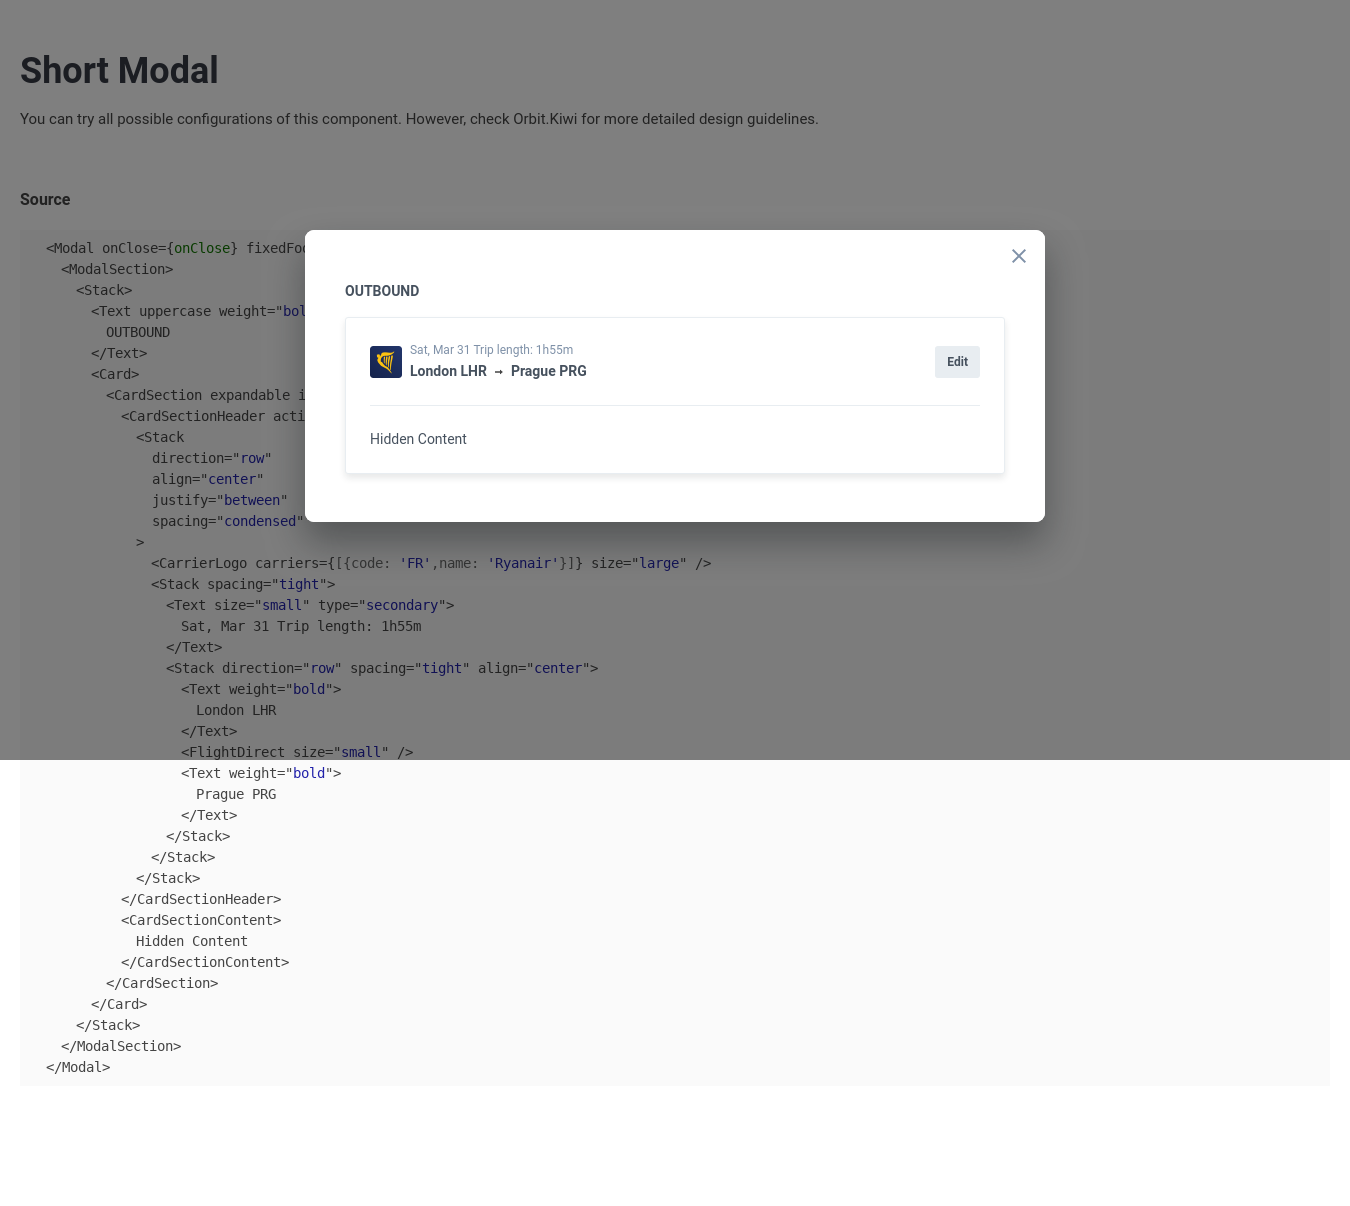 Short Modal
You can try all possible configurations of this component. However, check Orbit.Kiwi for more detailed design guidelines.
Source
<Modal onClose={onClose} fixedFoo
<ModalSection>
<Stack>
<Text uppercase weight="bol
OUTBOUND
</Text>
<Card>
<CardSection expandable i
<CardSectionHeader acti
<Stack
direction="row"
align="center"
justify="between"
spacing="condensed"
>
<CarrierLogo carriers={[{code: 'FR',name: 'Ryanair'}]} size="large" />
<Stack spacing="tight">
<Text size="small" type="secondary">
Sat, Mar 31 Trip length: 1h55m
</Text>
<Stack direction="row" spacing="tight" align="center">
<Text weight="bold">
London LHR
</Text>
<FlightDirect size="small" />
<Text weight="bold">
Prague PRG
</Text>
</Stack>
</Stack>
</Stack>
</CardSectionHeader>
<CardSectionContent>
Hidden Content
</CardSectionContent>
</CardSection>
</Card>
</Stack>
</ModalSection>
</Modal>
OUTBOUND
Sat, Mar 31 Trip length: 1h55m
London LHR → Prague PRG
Edit
Hidden Content